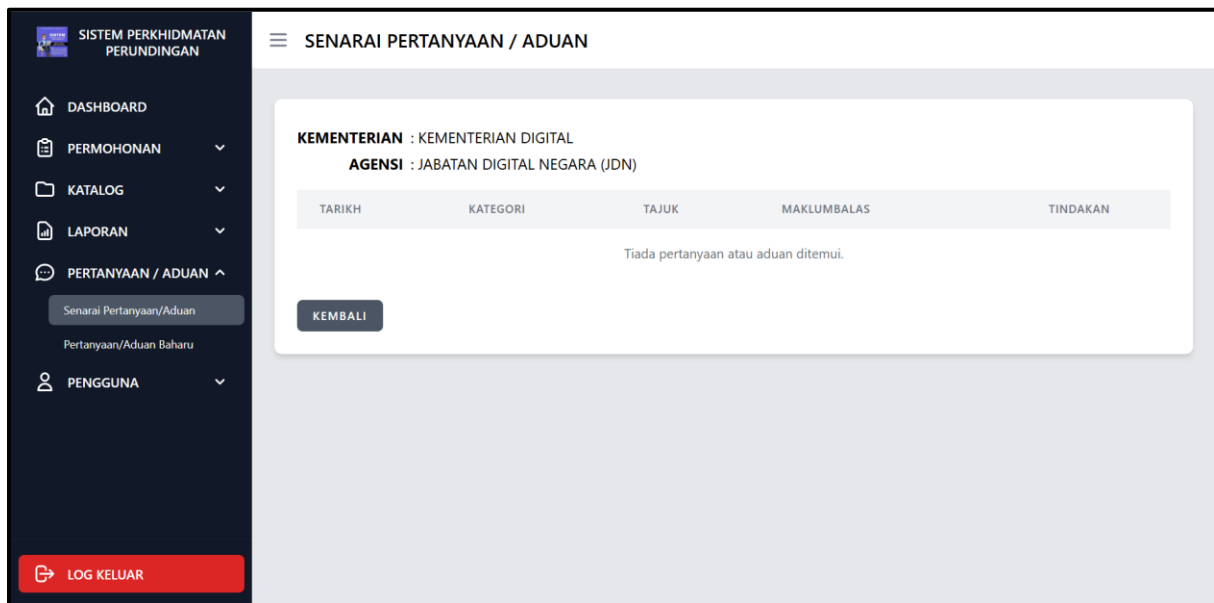 SISTEM PERKHIDMATAN
PERUNDINGAN
DASHBOARD
PERMOHONAN
KATALOG
LAPORAN
PERTANYAAN / ADUAN
Senarai Pertanyaan/Aduan
Pertanyaan/Aduan Baharu
PENGGUNA
LOG KELUAR
SENARAI PERTANYAAN / ADUAN
KEMENTERIAN : KEMENTERIAN DIGITAL
AGENSI : JABATAN DIGITAL NEGARA (JDN)
TARIKH KATEGORI TAJUK MAKLUMBALAS TINDAKAN
Tiada pertanyaan atau aduan ditemui.
KEMBALI